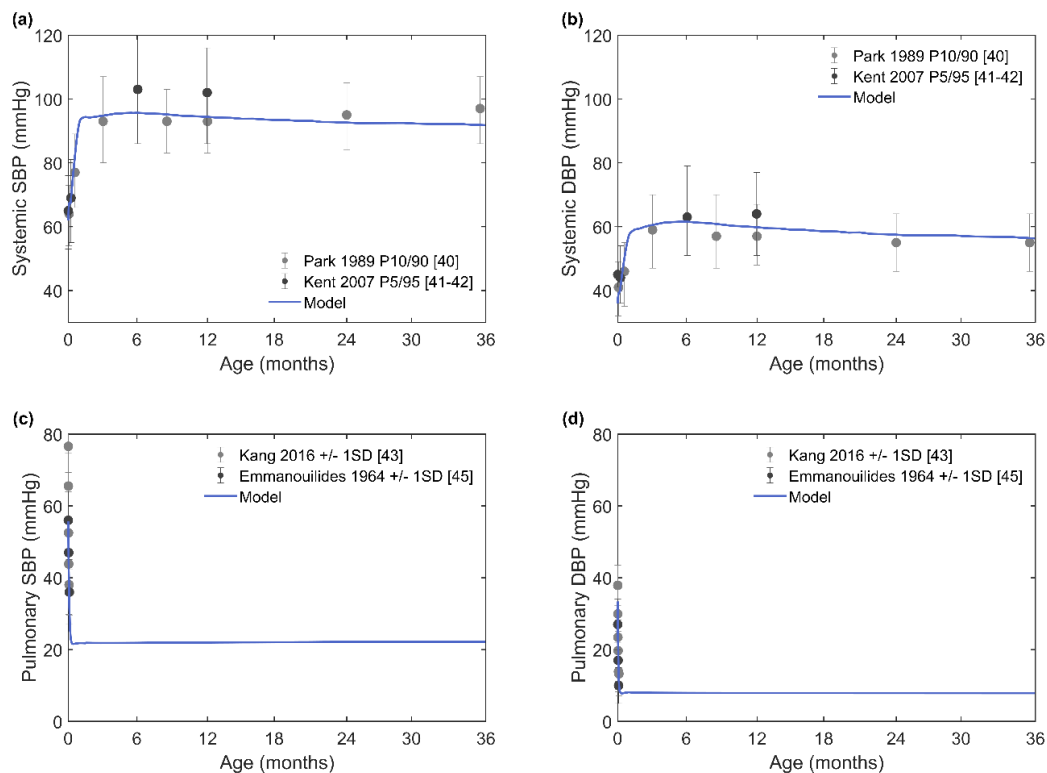 (a)
120
100
80
60
40
Systemic SBP (mmHg)
Park 1989 P10/90 [40]
Kent 2007 P5/95 [41-42]
Model
0 6 12 18 24 30 36
Age (months)
(b)
120
100
80
60
40
Systemic DBP (mmHg)
Park 1989 P10/90 [40]
Kent 2007 P5/95 [41-42]
Model
0 6 12 18 24 30 36
Age (months)
(c)
80
60
40
20
0
Pulmonary SBP (mmHg)
Kang 2016 +/- 1SD [43]
Emmanouilides 1964 +/- 1SD [45]
Model
0 6 12 18 24 30 36
Age (months)
(d)
80
60
40
20
0
Pulmonary DBP (mmHg)
Kang 2016 +/- 1SD [43]
Emmanouilides 1964 +/- 1SD [45]
Model
0 6 12 18 24 30 36
Age (months)